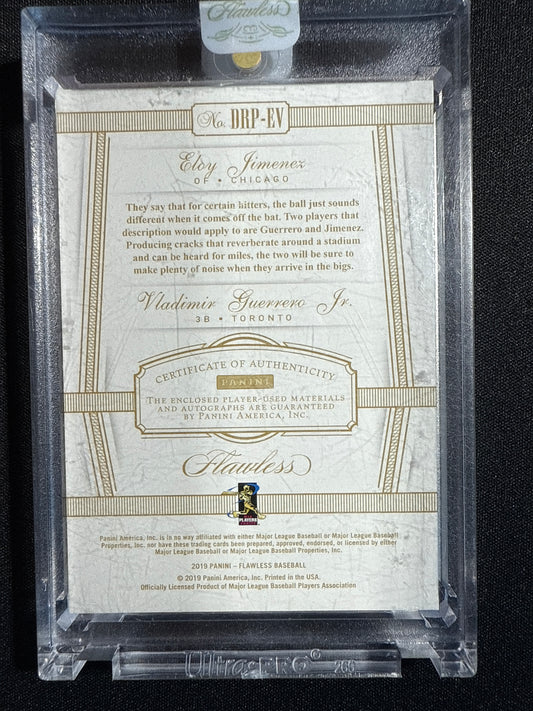 Flawless
No. DRP-EV
Eloy Jimenez
OF • CHICAGO
They say that for certain hitters, the ball just sounds
different when it comes off the bat. Two players that
description would apply to are Guerrero and Jimenez.
Producing cracks that reverberate around a stadium
and can be heard for miles, the two will be sure to
make plenty of noise when they arrive in the bigs.
Vladimir Guerrero Jr.
3B • TORONTO
CERTIFICATE OF AUTHENTICITY
PANINI
THE ENCLOSED PLAYER-USED MATERIALS
AND AUTOGRAPHS ARE GUARANTEED
BY PANINI AMERICA, INC.
Flawless
PLAYERS
Panini America, Inc. is in no way affiliated with either Major League Baseball or Major League Baseball
Properties, Inc. nor have these trading cards been prepared, approved, endorsed, or licensed by either
Major League Baseball or Major League Baseball Properties, Inc.
2019 PANINI – FLAWLESS BASEBALL
© 2019 Panini America, Inc. Printed in the USA.
Officially Licensed Product of Major League Baseball Players Association